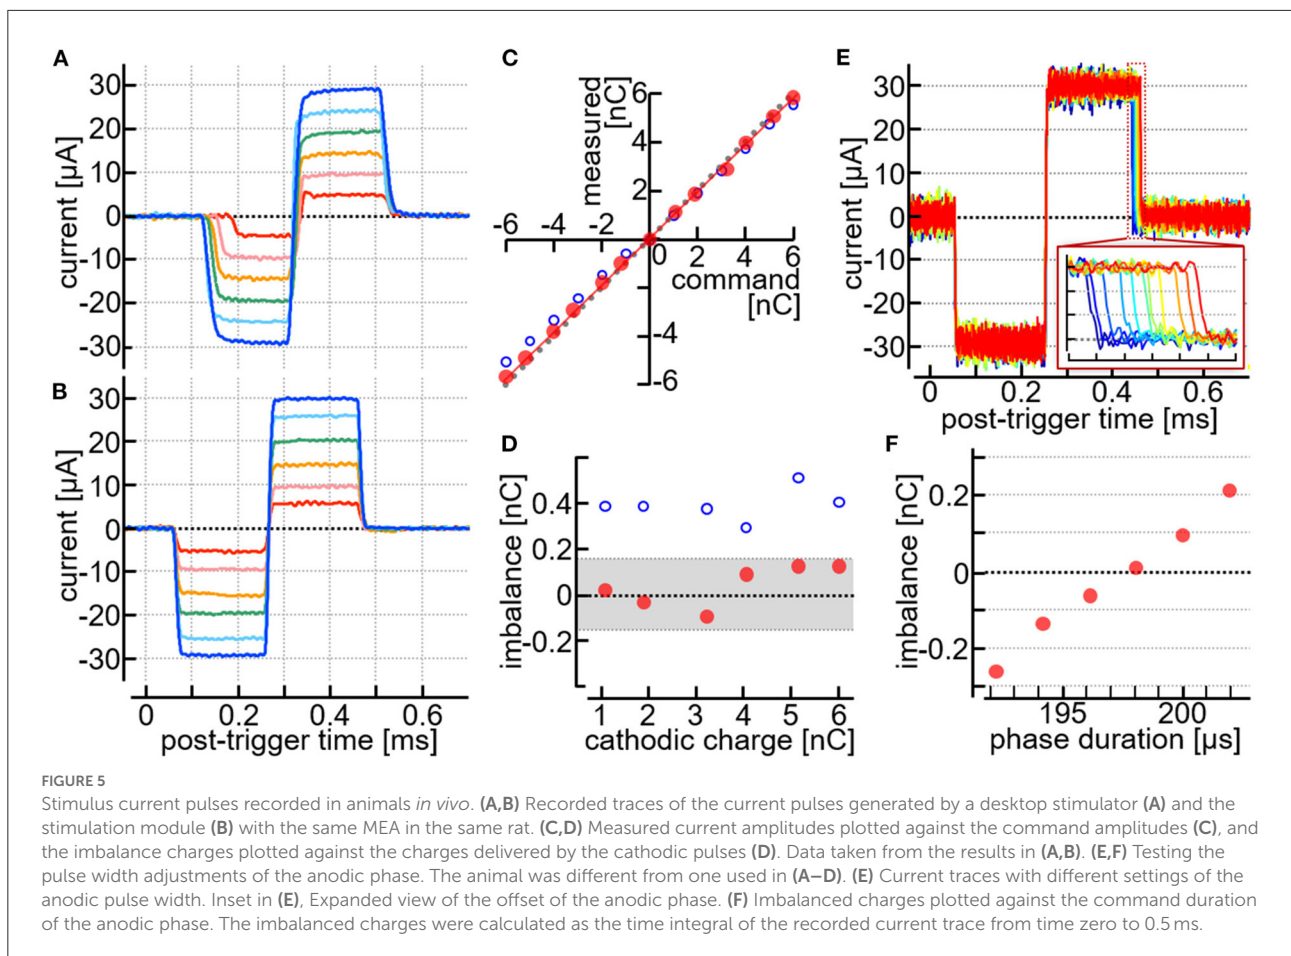 A
current [µA]
30
20
10
0
-10
-20
-30
B
current [µA]
30
20
10
0
-10
-20
-30
0 0.2 0.4 0.6
post-trigger time [ms]
C
measured
[nC]
6
4
2
-6 -4 -2 0 2 4 6
command
[nC]
-4
-6
D
imbalance [nC]
0.4
0.2
0
-0.2
1 2 3 4 5 6
cathodic charge [nC]
E
current [µA]
30
20
10
0
-10
-20
-30
0 0.2 0.4 0.6
post-trigger time [ms]
F
imbalance [nC]
0.2
0
-0.2
195 200
phase duration [µs]
FIGURE 5
Stimulus current pulses recorded in animals in vivo. (A,B) Recorded traces of the current pulses generated by a desktop stimulator (A) and the
stimulation module (B) with the same MEA in the same rat. (C,D) Measured current amplitudes plotted against the command amplitudes (C), and
the imbalance charges plotted against the charges delivered by the cathodic pulses (D). Data taken from the results in (A,B). (E,F) Testing the
pulse width adjustments of the anodic phase. The animal was different from one used in (A–D). (E) Current traces with different settings of the
anodic pulse width. Inset in (E), Expanded view of the offset of the anodic phase. (F) Imbalanced charges plotted against the command duration
of the anodic phase. The imbalanced charges were calculated as the time integral of the recorded current trace from time zero to 0.5 ms.